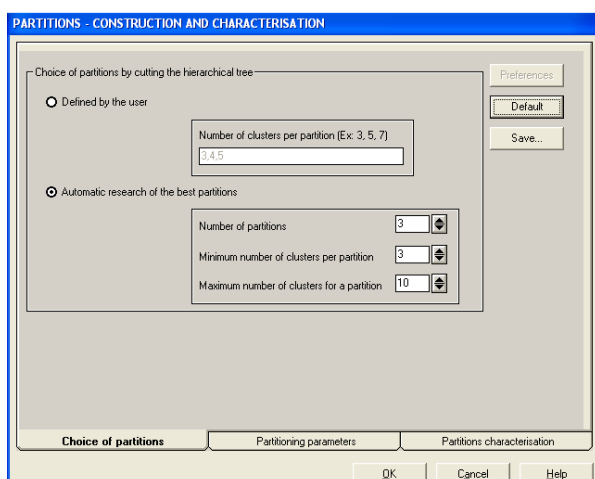 PARTITIONS - CONSTRUCTION AND CHARACTERISATION
Choice of partitions by cutting the hierarchical tree
Preferences
Defined by the user
Default
Number of clusters per partition (Ex: 3, 5, 7)
Save...
3,4,5
Automatic research of the best partitions
Number of partitions 3
Minimum number of clusters per partition 3
Maximum number of clusters for a partition 10
Choice of partitions Partitioning parameters Partitions characterisation
OK Cancel Help